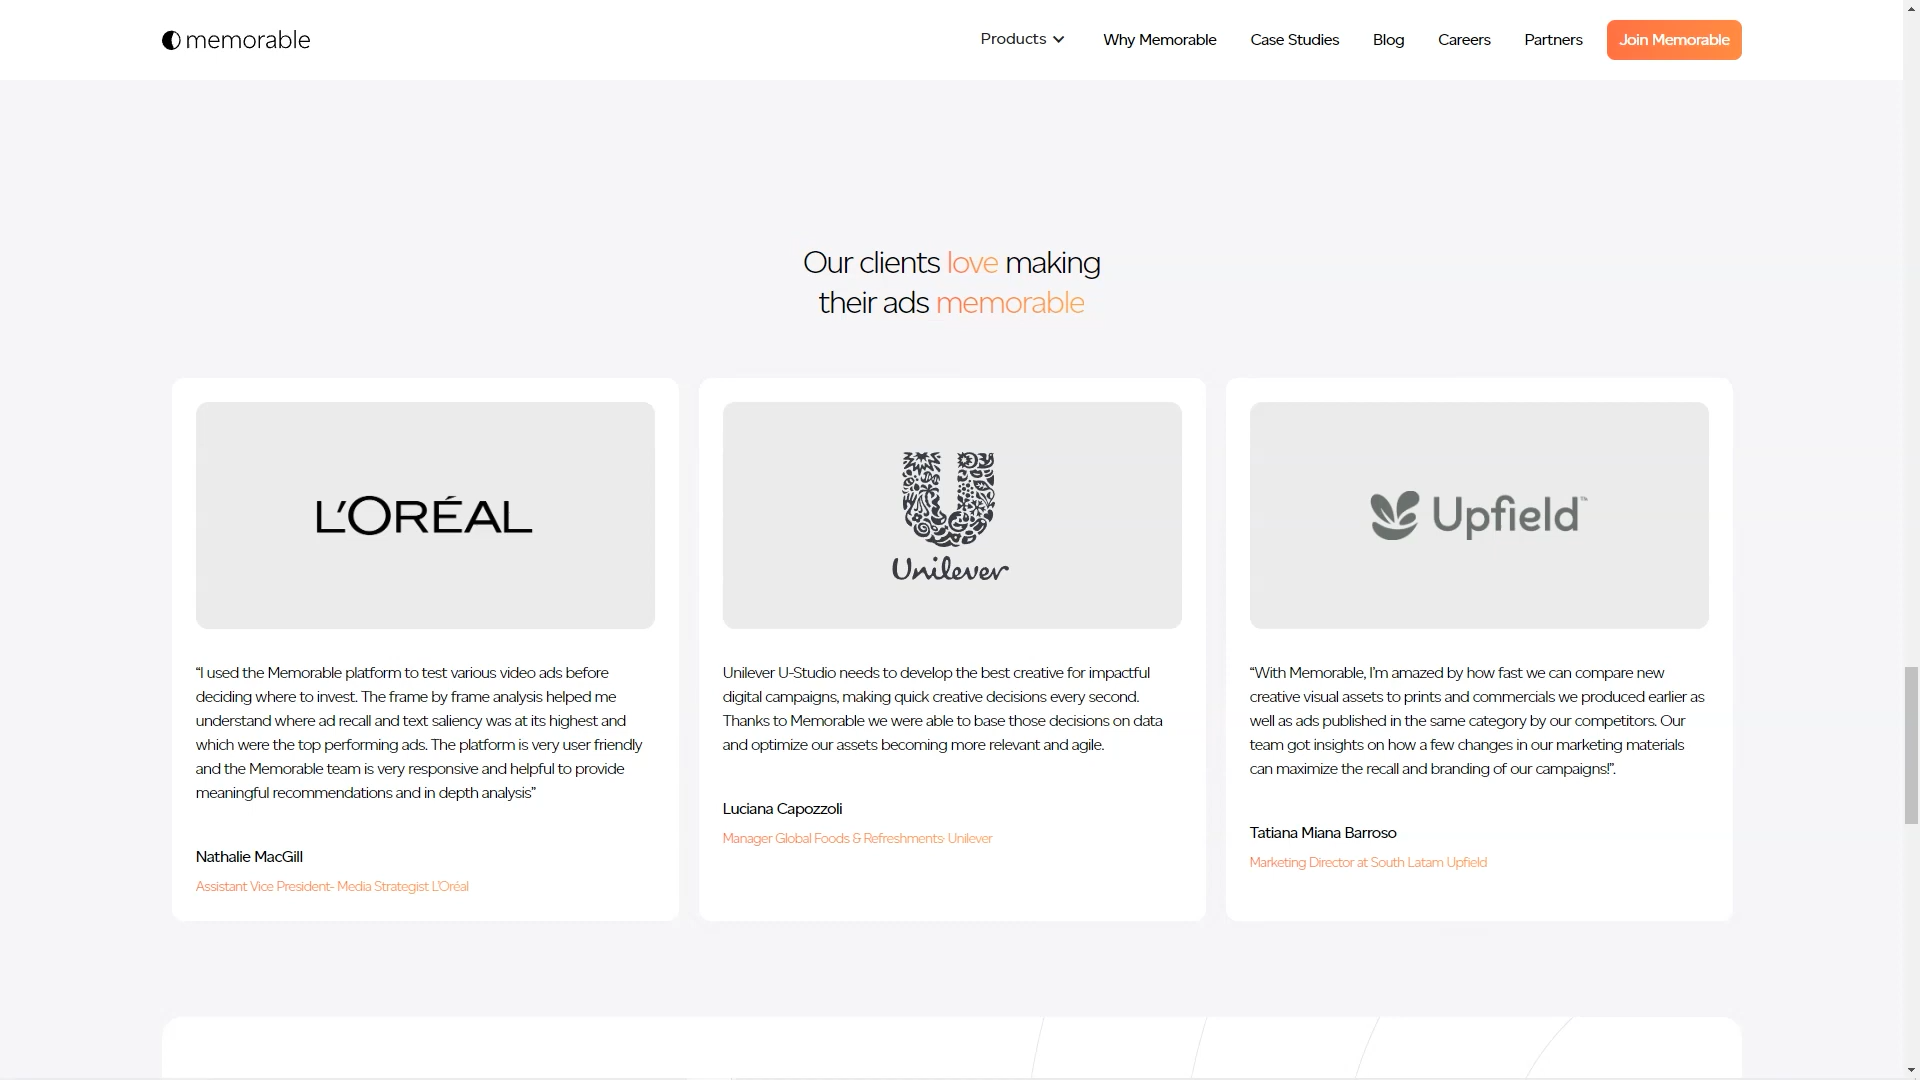 memorable
Products
Why Memorable
Case Studies
Blog
Careers
Partners
Join Memorable
Our clients love making
their ads memorable
L'ORÉAL
“I used the Memorable platform to test various video ads before
deciding where to invest. The frame by frame analysis helped me
understand where ad recall and text saliency was at its highest and
which were the top performing ads. The platform is very user friendly
and the Memorable team is very responsive and helpful to provide
meaningful recommendations and in depth analysis”
Nathalie MacGill
Assistant Vice President- Media Strategist L'Oréal
Unilever
Unilever U-Studio needs to develop the best creative for impactful
digital campaigns, making quick creative decisions every second.
Thanks to Memorable we were able to base those decisions on data
and optimize our assets becoming more relevant and agile.
Luciana Capozzoli
Manager Global Foods & Refreshments· Unilever
Upfield™
“With Memorable, I'm amazed by how fast we can compare new
creative visual assets to prints and commercials we produced earlier as
well as ads published in the same category by our competitors. Our
team got insights on how a few changes in our marketing materials
can maximize the recall and branding of our campaigns!”.
Tatiana Miana Barroso
Marketing Director at South Latam Upfield